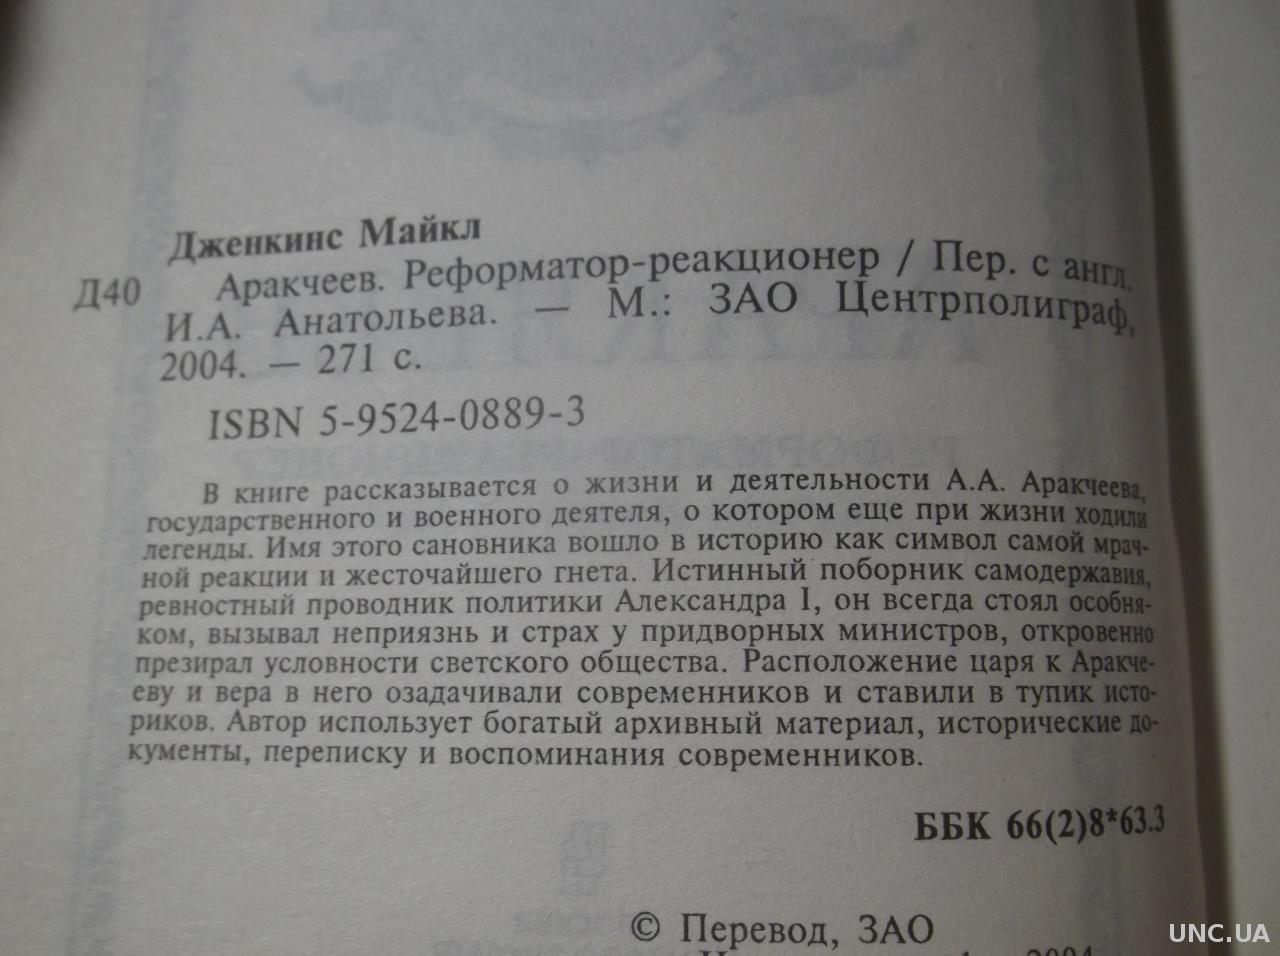 Дженкинс Майкл
Д40 Аракчеев. Реформатор-реакционер / Пер. с англ.
И.А. Анатольева. — М.: ЗАО Центрполиграф,
2004. — 271 с.
ISBN 5-9524-0889-3
В книге рассказывается о жизни и деятельности А.А. Аракчеева,
государственного и военного деятеля, о котором еще при жизни ходили
легенды. Имя этого сановника вошло в историю как символ самой мрач-
ной реакции и жесточайшего гнета. Истинный поборник самодержавия,
ревностный проводник политики Александра I, он всегда стоял особня-
ком, вызывал неприязнь и страх у придворных министров, откровенно
презирал условности светского общества. Расположение царя к Аракче-
еву и вера в него озадачивали современников и ставили в тупик исто-
риков. Автор использует богатый архивный материал, исторические до-
кументы, переписку и воспоминания современников.
ББК 66(2)8*63.3
© Перевод, ЗАО
UNC.UA